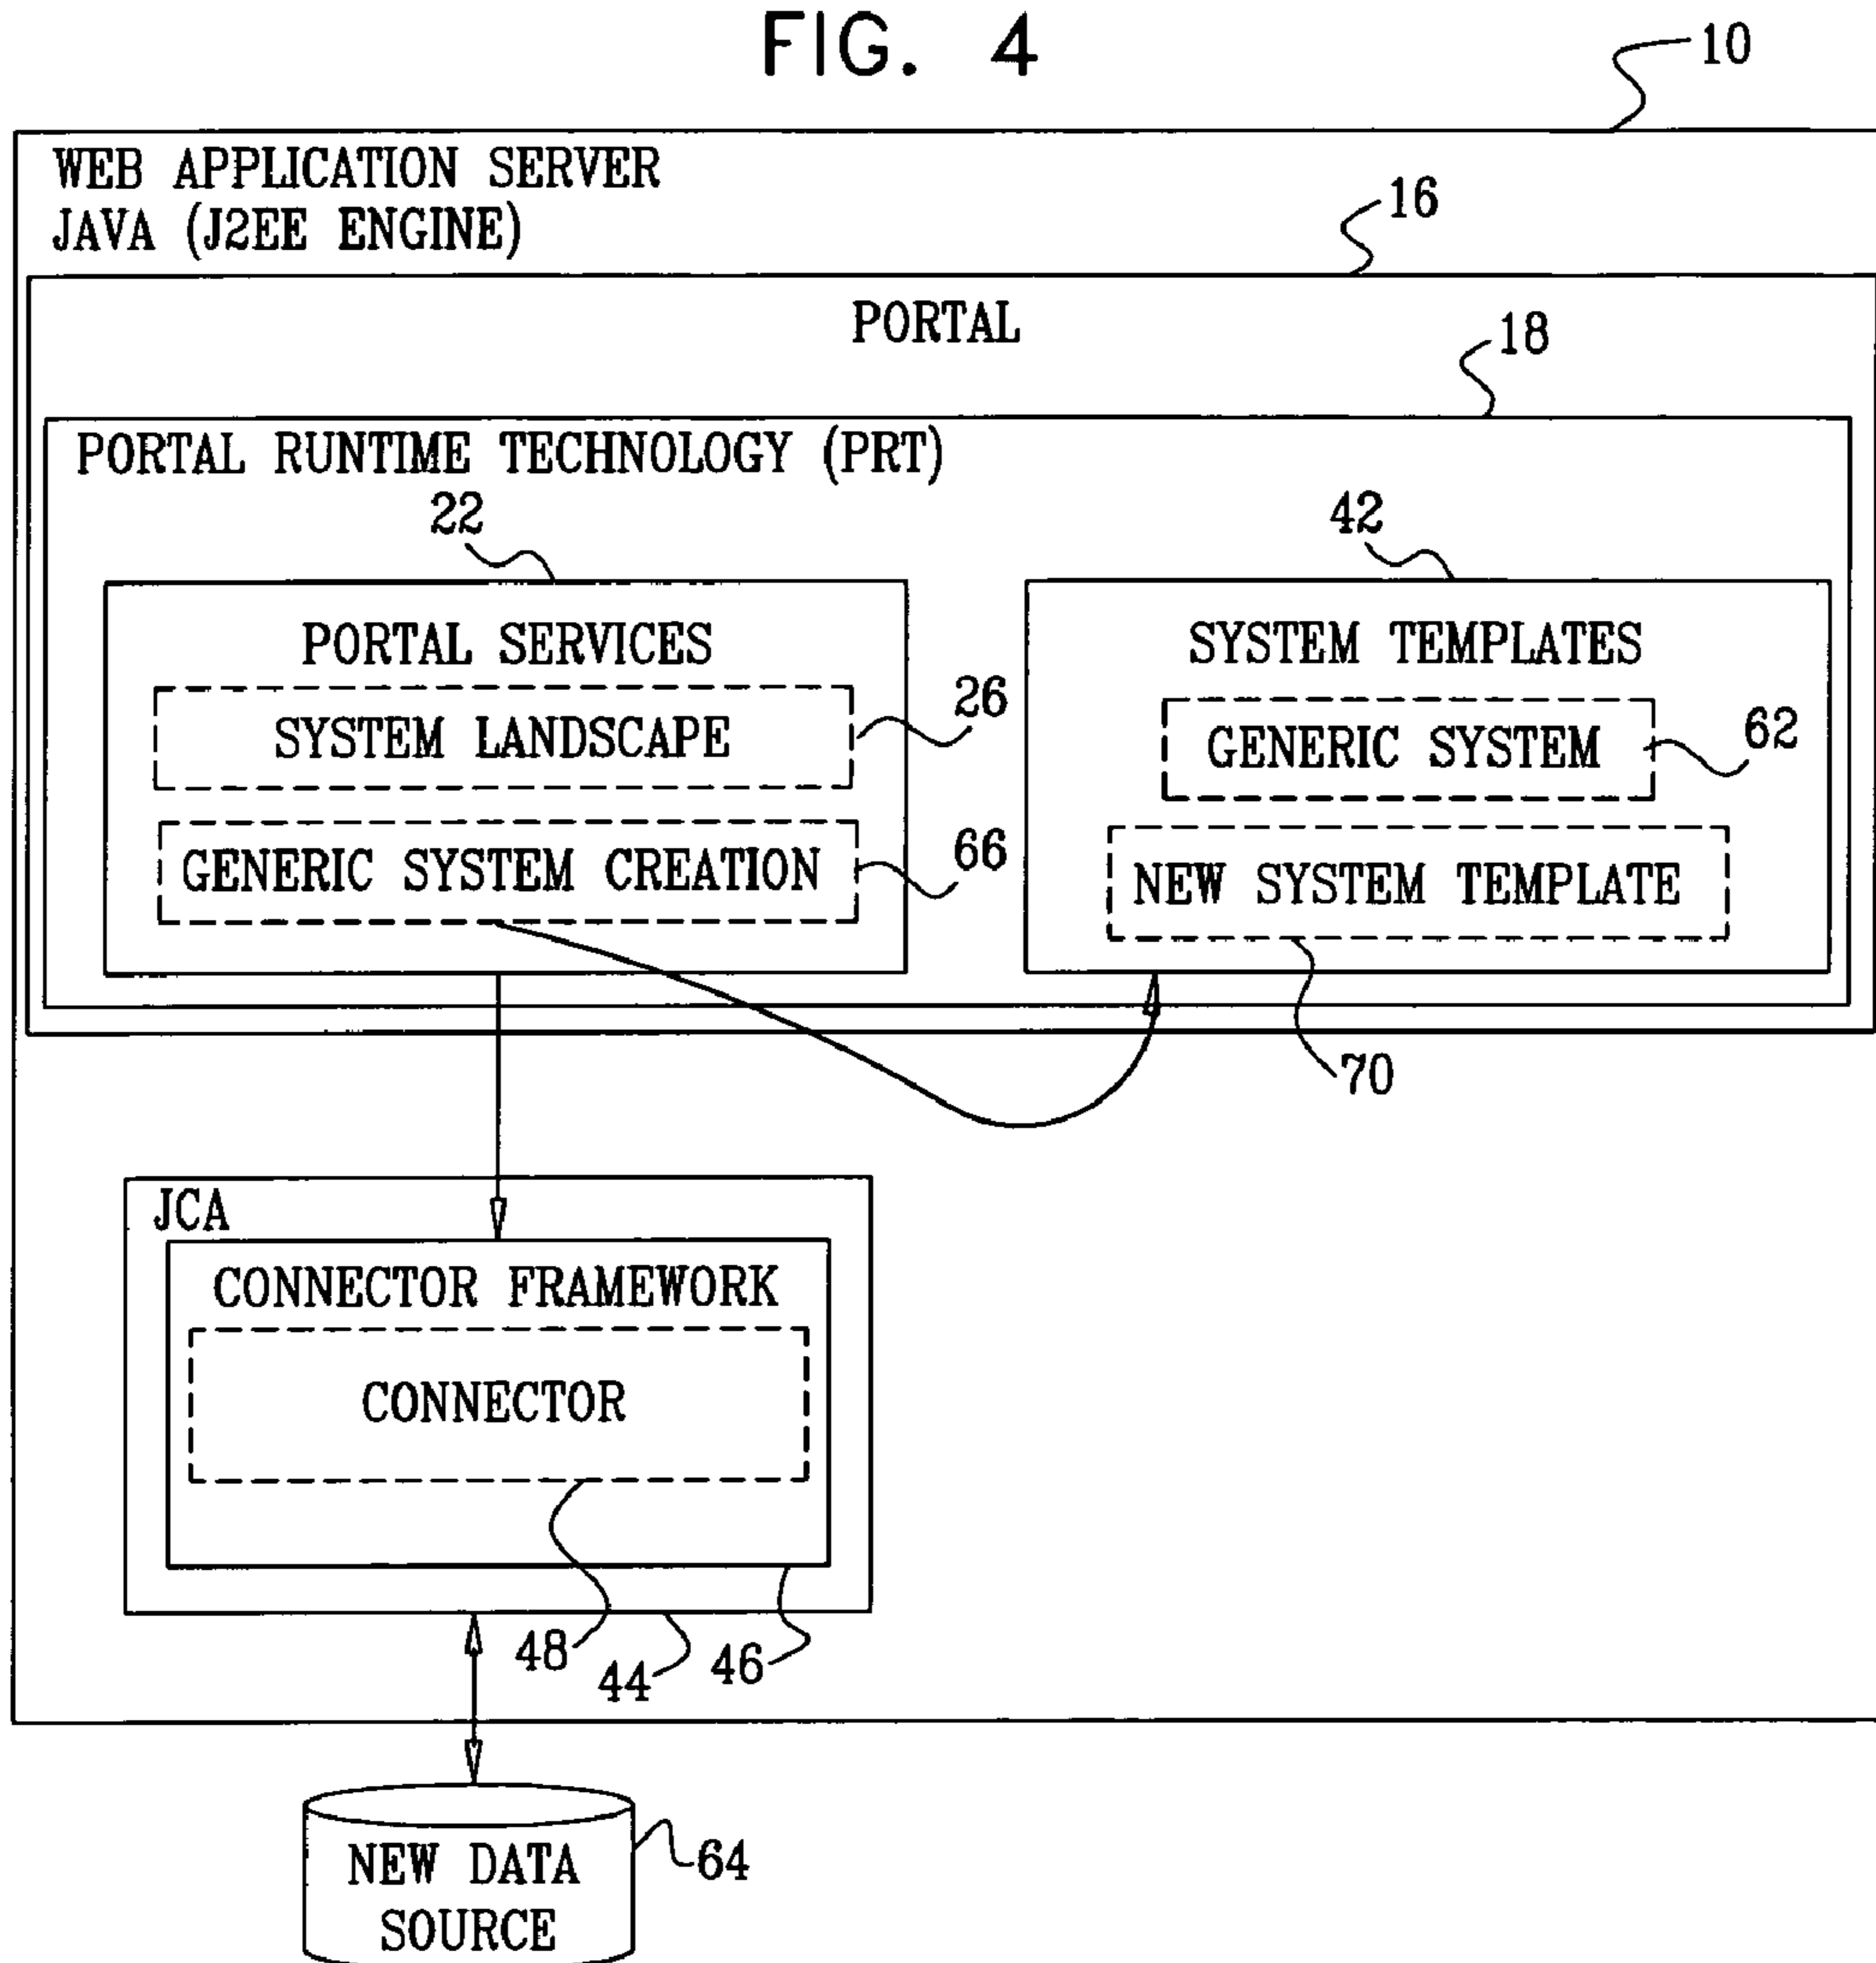 FIG. 4
10
WEB APPLICATION SERVER
JAVA (J2EE ENGINE)
16
PORTAL
18
PORTAL RUNTIME TECHNOLOGY (PRT)
22
42
PORTAL SERVICES
SYSTEM LANDSCAPE
26
GENERIC SYSTEM CREATION
66
SYSTEM TEMPLATES
GENERIC SYSTEM
62
NEW SYSTEM TEMPLATE
70
JCA
CONNECTOR FRAMEWORK
CONNECTOR
48
44
46
NEW DATA
SOURCE
64